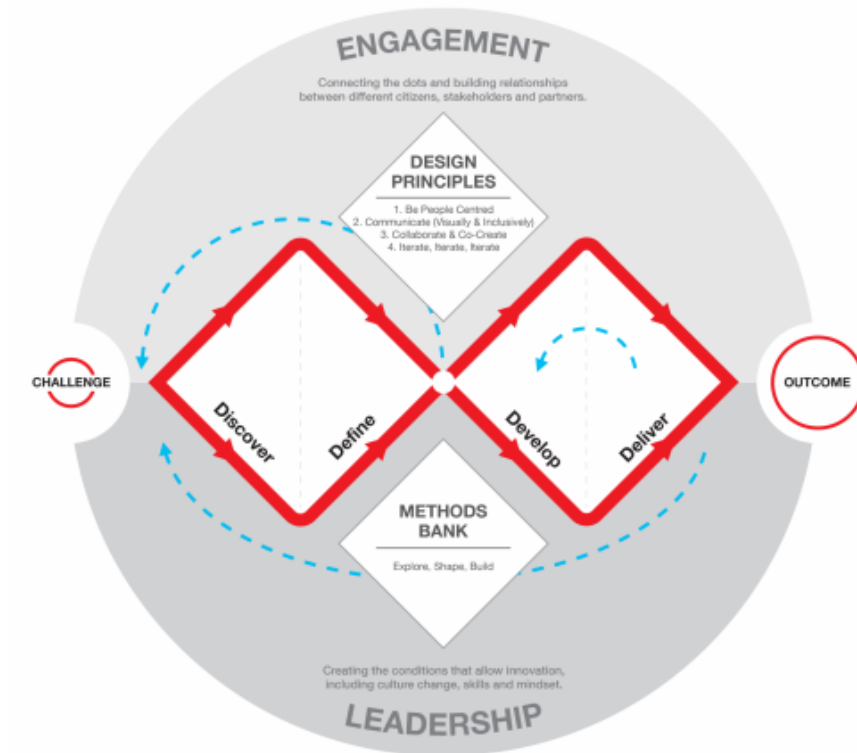 ENGAGEMENT
Connecting the dots and building relationships
between different citizens, stakeholders and partners.
DESIGN
PRINCIPLES
1. Be People Centred
2. Communicate (Visually & Inclusively)
3. Collaborate & Co-Create
4. Iterate, Iterate, Iterate
CHALLENGE
Discover
Define
Develop
Deliver
OUTCOME
METHODS
BANK
Explore, Shape, Build
Creating the conditions that allow innovation,
including culture change, skills and mindset.
LEADERSHIP